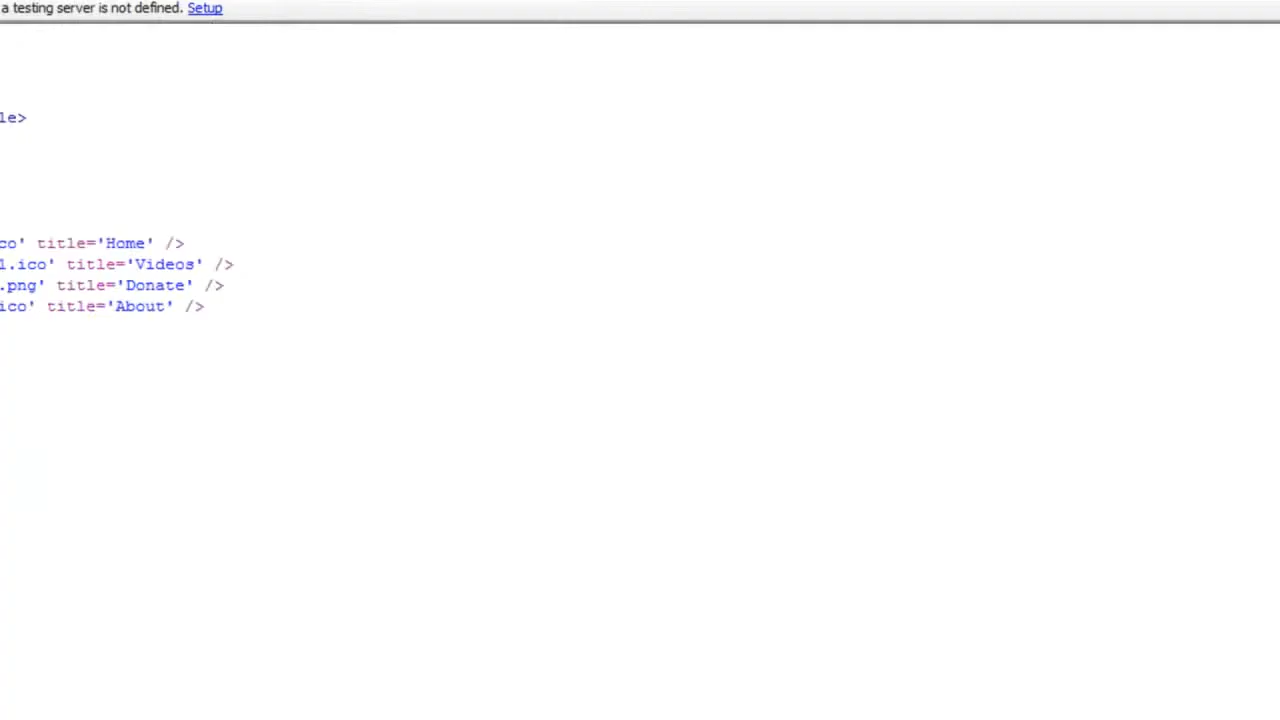 a testing server is not defined. Setup
le>
co' title='Home' />
1.ico' title='Videos' />
.png' title='Donate' />
ico' title='About' />